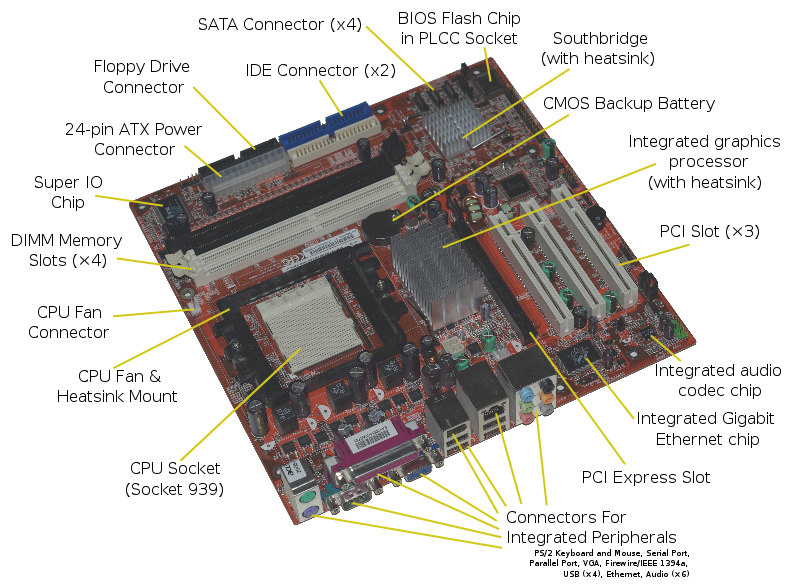 SATA Connector (x4)
BIOS Flash Chip
in PLCC Socket
Southbridge
(with heatsink)
Floppy Drive
Connector
IDE Connector (x2)
CMOS Backup Battery
24-pin ATX Power
Connector
Integrated graphics
processor
(with heatsink)
Super IO
Chip
DIMM Memory
Slots (×4)
PCI Slot (×3)
CPU Fan
Connector
CPU Fan &
Heatsink Mount
Integrated audio
codec chip
Integrated Gigabit
Ethernet chip
CPU Socket
(Socket 939)
PCI Express Slot
Connectors For
Integrated Peripherals
PS/2 Keyboard and Mouse, Serial Port,
Parallel Port, VGA, Firewire/IEEE 1394a,
USB (x4), Ethernet, Audio (x6)